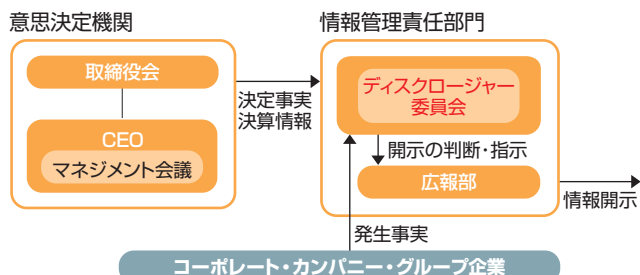 意思決定機関
取締役会
CEO
マネジメント会議
決定事実
決算情報
情報管理責任部門
ディスクロージャー
委員会
開示の判断・指示
広報部
情報開示
発生事実
コーポレート・カンパニー・グループ企業